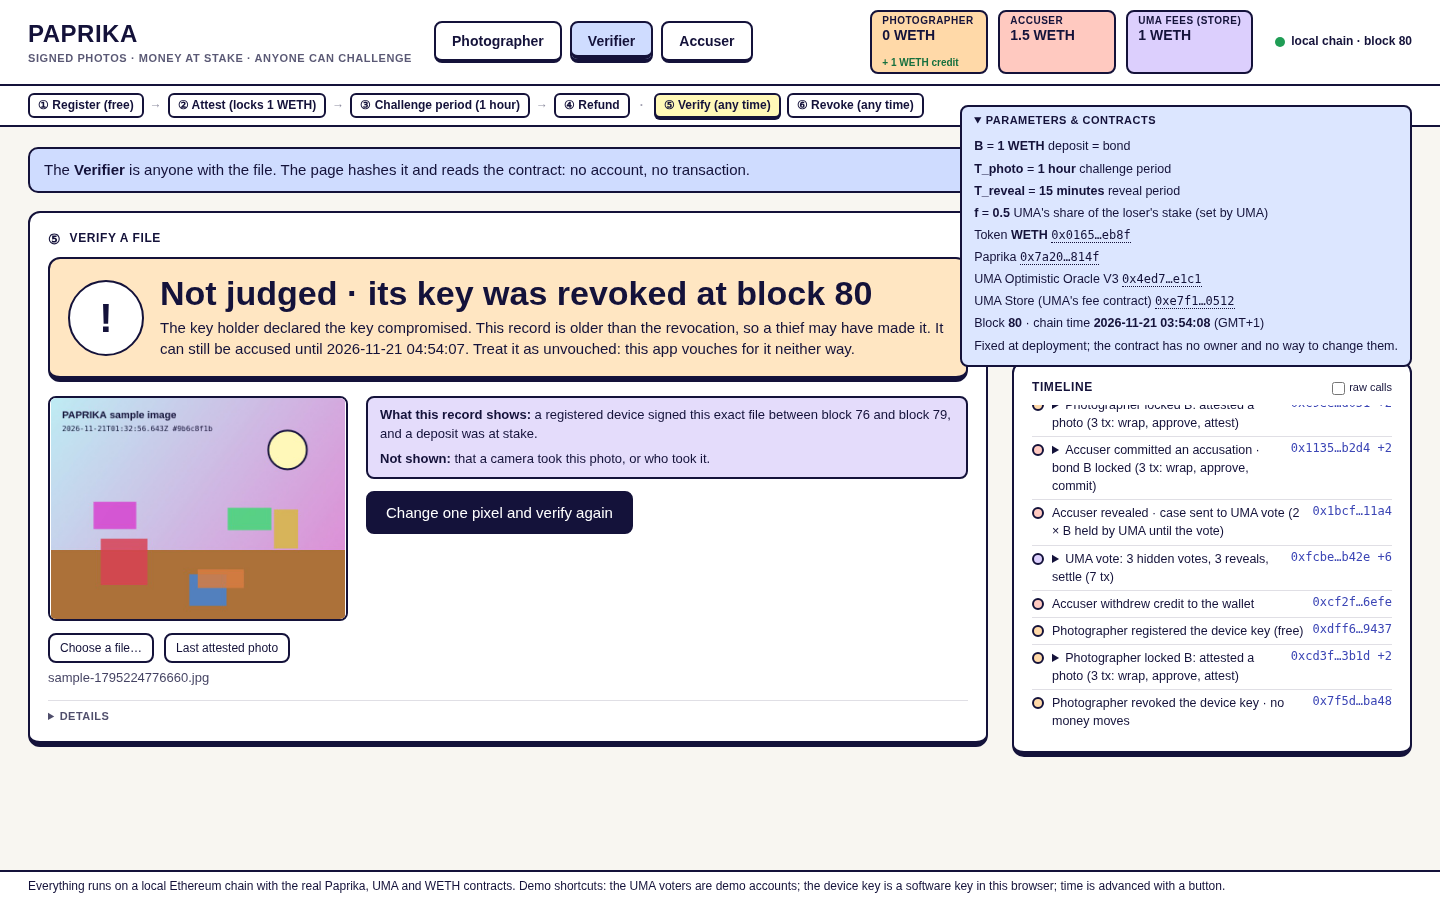 PAPRIKA
SIGNED PHOTOS · MONEY AT STAKE · ANYONE CAN CHALLENGE
Photographer
Verifier
Accuser
PHOTOGRAPHER
0 WETH
+ 1 WETH credit
ACCUSER
1.5 WETH
UMA FEES (STORE)
1 WETH
local chain · block 80
① Register (free) → ② Attest (locks 1 WETH) → ③ Challenge period (1 hour) → ④ Refund · ⑤ Verify (any time) ⑥ Revoke (any time)
▾ PARAMETERS & CONTRACTS
B = 1 WETH deposit = bond
T_photo = 1 hour challenge period
T_reveal = 15 minutes reveal period
f = 0.5 UMA's share of the loser's stake (set by UMA)
Token WETH 0x0165…eb8f
Paprika 0x7a20…814f
UMA Optimistic Oracle V3 0x4ed7…e1c1
UMA Store (UMA's fee contract) 0xe7f1…0512
Block 80 · chain time 2026-11-21 03:54:08 (GMT+1)
Fixed at deployment; the contract has no owner and no way to change them.
The Verifier is anyone with the file. The page hashes it and reads the contract: no account, no transaction.
⑤ VERIFY A FILE
!
Not judged · its key was revoked at block 80
The key holder declared the key compromised. This record is older than the revocation, so a thief may have made it. It
can still be accused until 2026-11-21 04:54:07. Treat it as unvouched: this app vouches for it neither way.
PAPRIKA sample image
2026-11-21T01:32:56.643Z #9b6c8f1b
What this record shows: a registered device signed this exact file between block 76 and block 79,
and a deposit was at stake.
Not shown: that a camera took this photo, or who took it.
Change one pixel and verify again
Choose a file…
Last attested photo
sample-1795224776660.jpg
▸ DETAILS
TIMELINE
raw calls
▸ Photographer locked B: attested a
photo (3 tx: wrap, approve, attest)
▸ Accuser committed an accusation · 0x1135…b2d4 +2
bond B locked (3 tx: wrap, approve,
commit)
Accuser revealed · case sent to UMA vote (2 0x1bcf…11a4
× B held by UMA until the vote)
▸ UMA vote: 3 hidden votes, 3 reveals, 0xfcbe…b42e +6
settle (7 tx)
Accuser withdrew credit to the wallet 0xcf2f…6efe
Photographer registered the device key (free) 0xdff6…9437
▸ Photographer locked B: attested a 0xcd3f…3b1d +2
photo (3 tx: wrap, approve, attest)
Photographer revoked the device key · no 0x7f5d…ba48
money moves
Everything runs on a local Ethereum chain with the real Paprika, UMA and WETH contracts. Demo shortcuts: the UMA voters are demo accounts; the device key is a software key in this browser; time is advanced with a button.